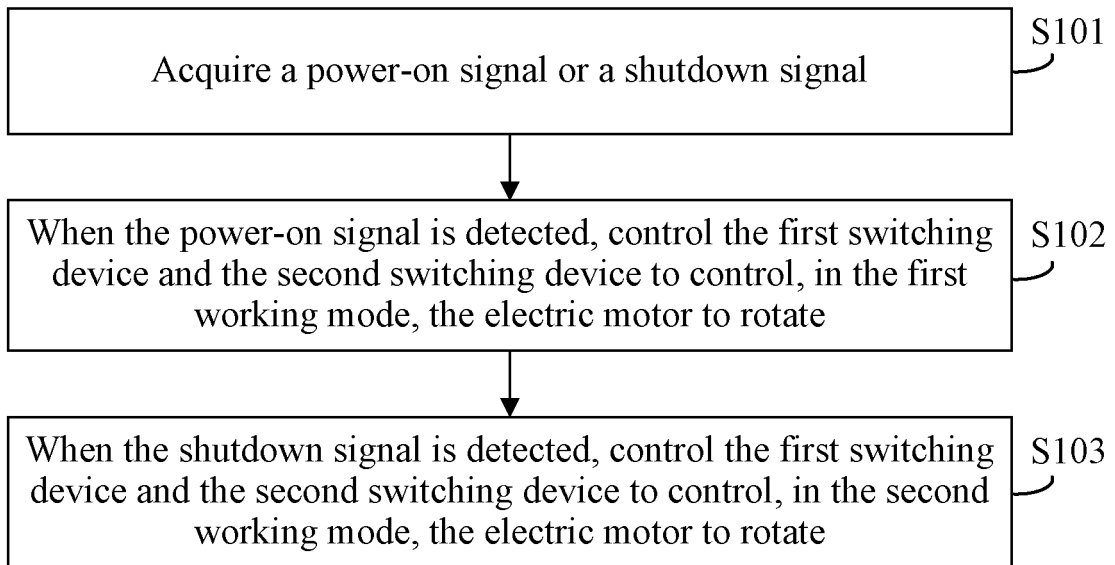 S101
Acquire a power-on signal or a shutdown signal
S102
When the power-on signal is detected, control the first switching
device and the second switching device to control, in the first
working mode, the electric motor to rotate
S103
When the shutdown signal is detected, control the first switching
device and the second switching device to control, in the second
working mode, the electric motor to rotate